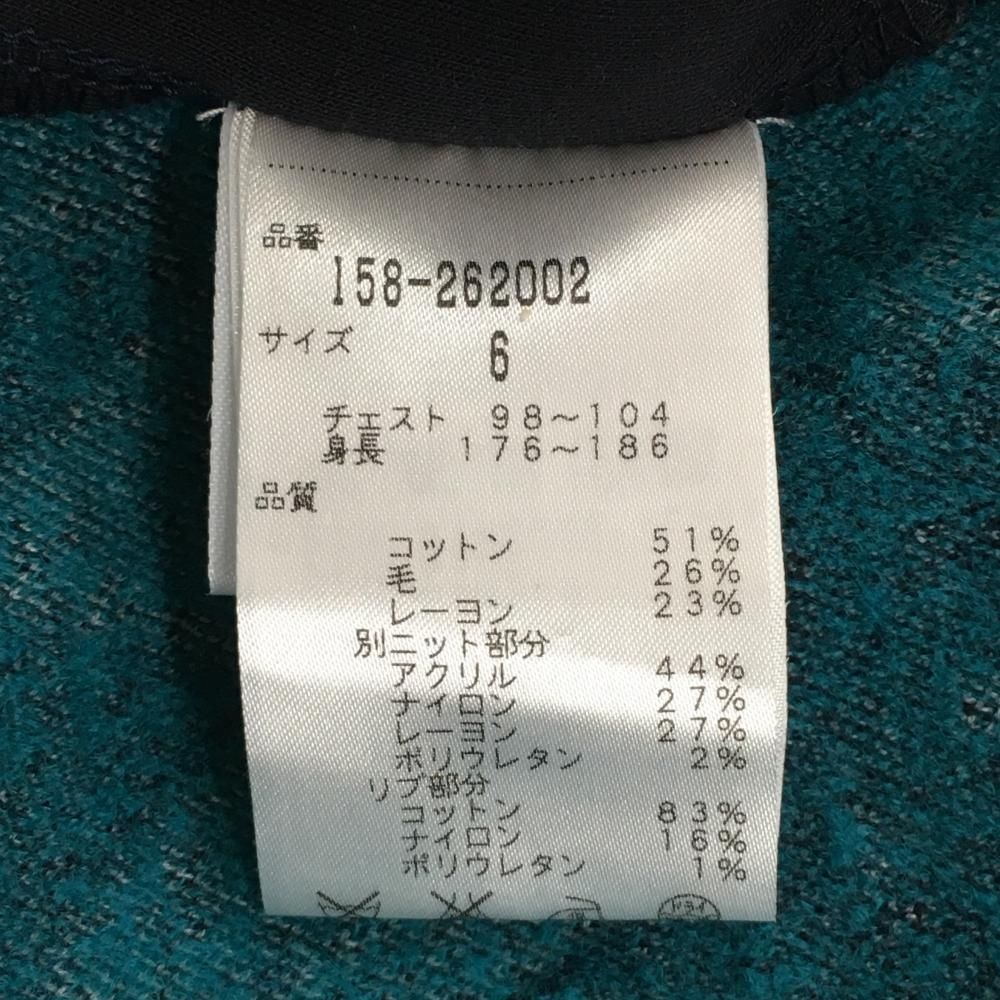 品番
158-262002
サイズ 6
チェスト 98〜104
身長 176〜186
品質
コットン 51%
毛 26%
レーヨン 23%
別ニット部分
アクリル 44%
ナイロン 27%
レーヨン 27%
ポリウレタン 2%
リブ部分
コットン 83%
ナイロン 16%
ポリウレタン 1%
ドライ